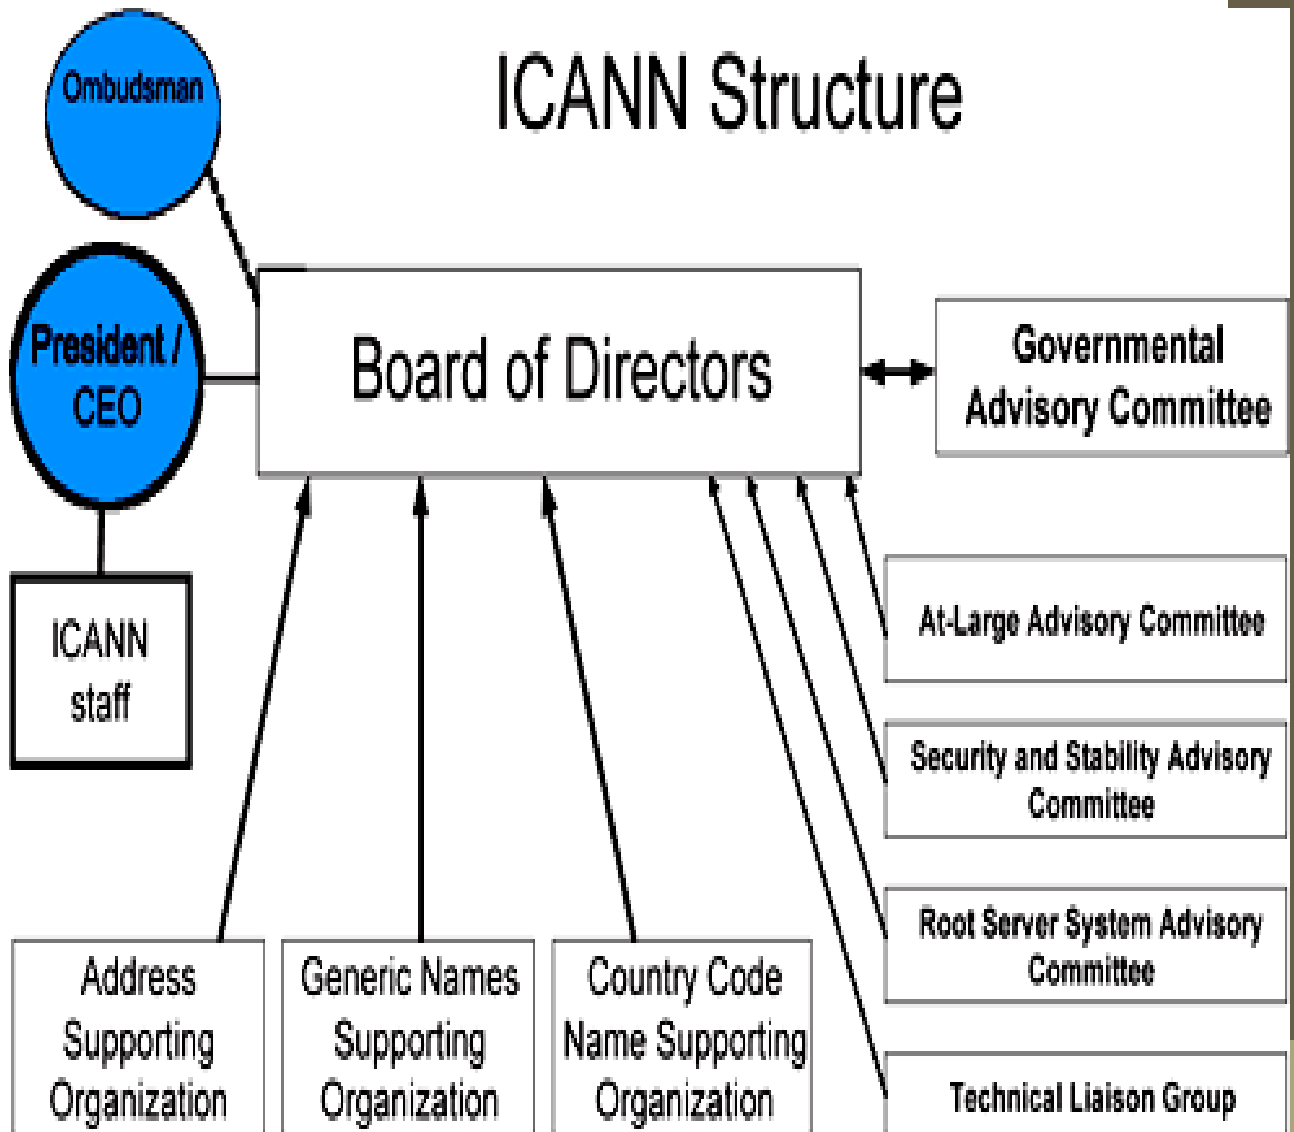 Ombudsman
ICANN Structure
President /
CEO
Board of Directors
Governmental
Advisory Committee
ICANN
staff
At-Large Advisory Committee
Security and Stability Advisory
Committee
Root Server System Advisory
Committee
Technical Liaison Group
Address
Supporting
Organization
Generic Names
Supporting
Organization
Country Code
Name Supporting
Organization